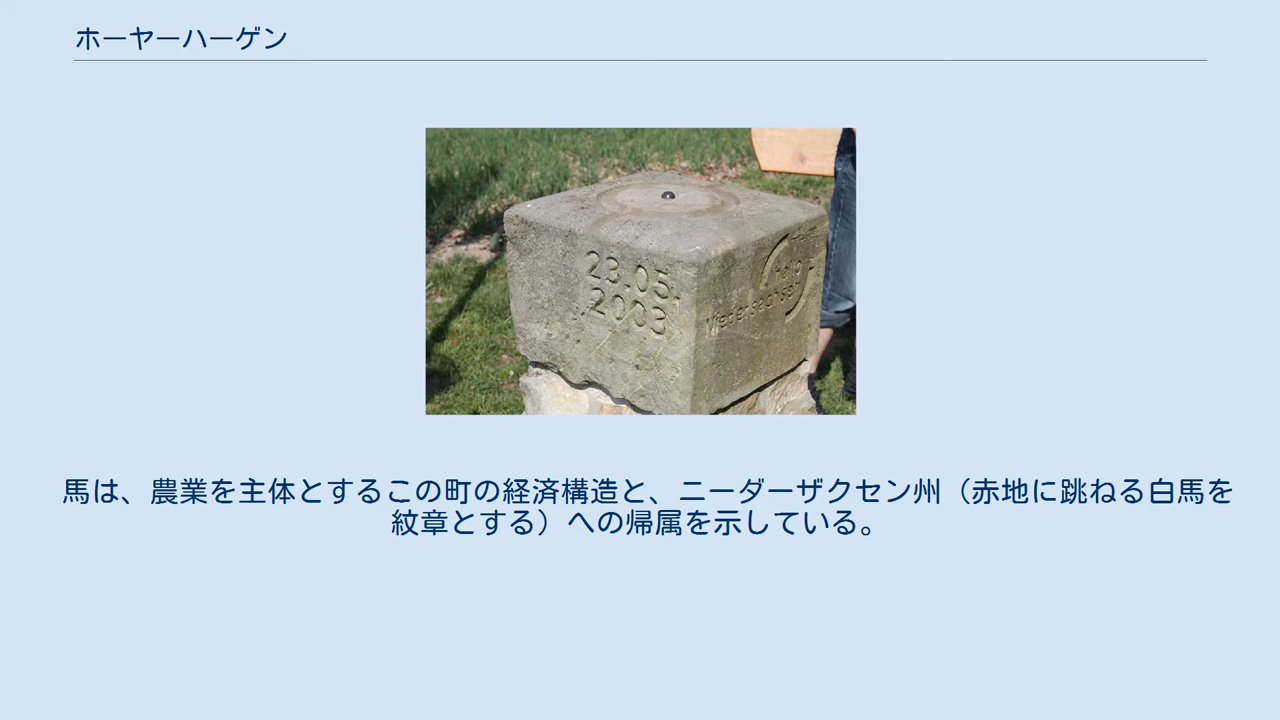 ホーヤーハーゲン
23.05.
2003
Niedersachsen
馬は、農業を主体とするこの町の経済構造と、ニーダーザクセン州（赤地に跳ねる白馬を
紋章とする）への帰属を示している。